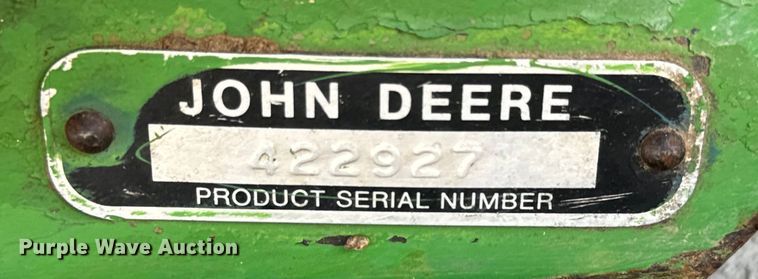 JOHN DEERE
422927
PRODUCT SERIAL NUMBER
Purple Wave Auction